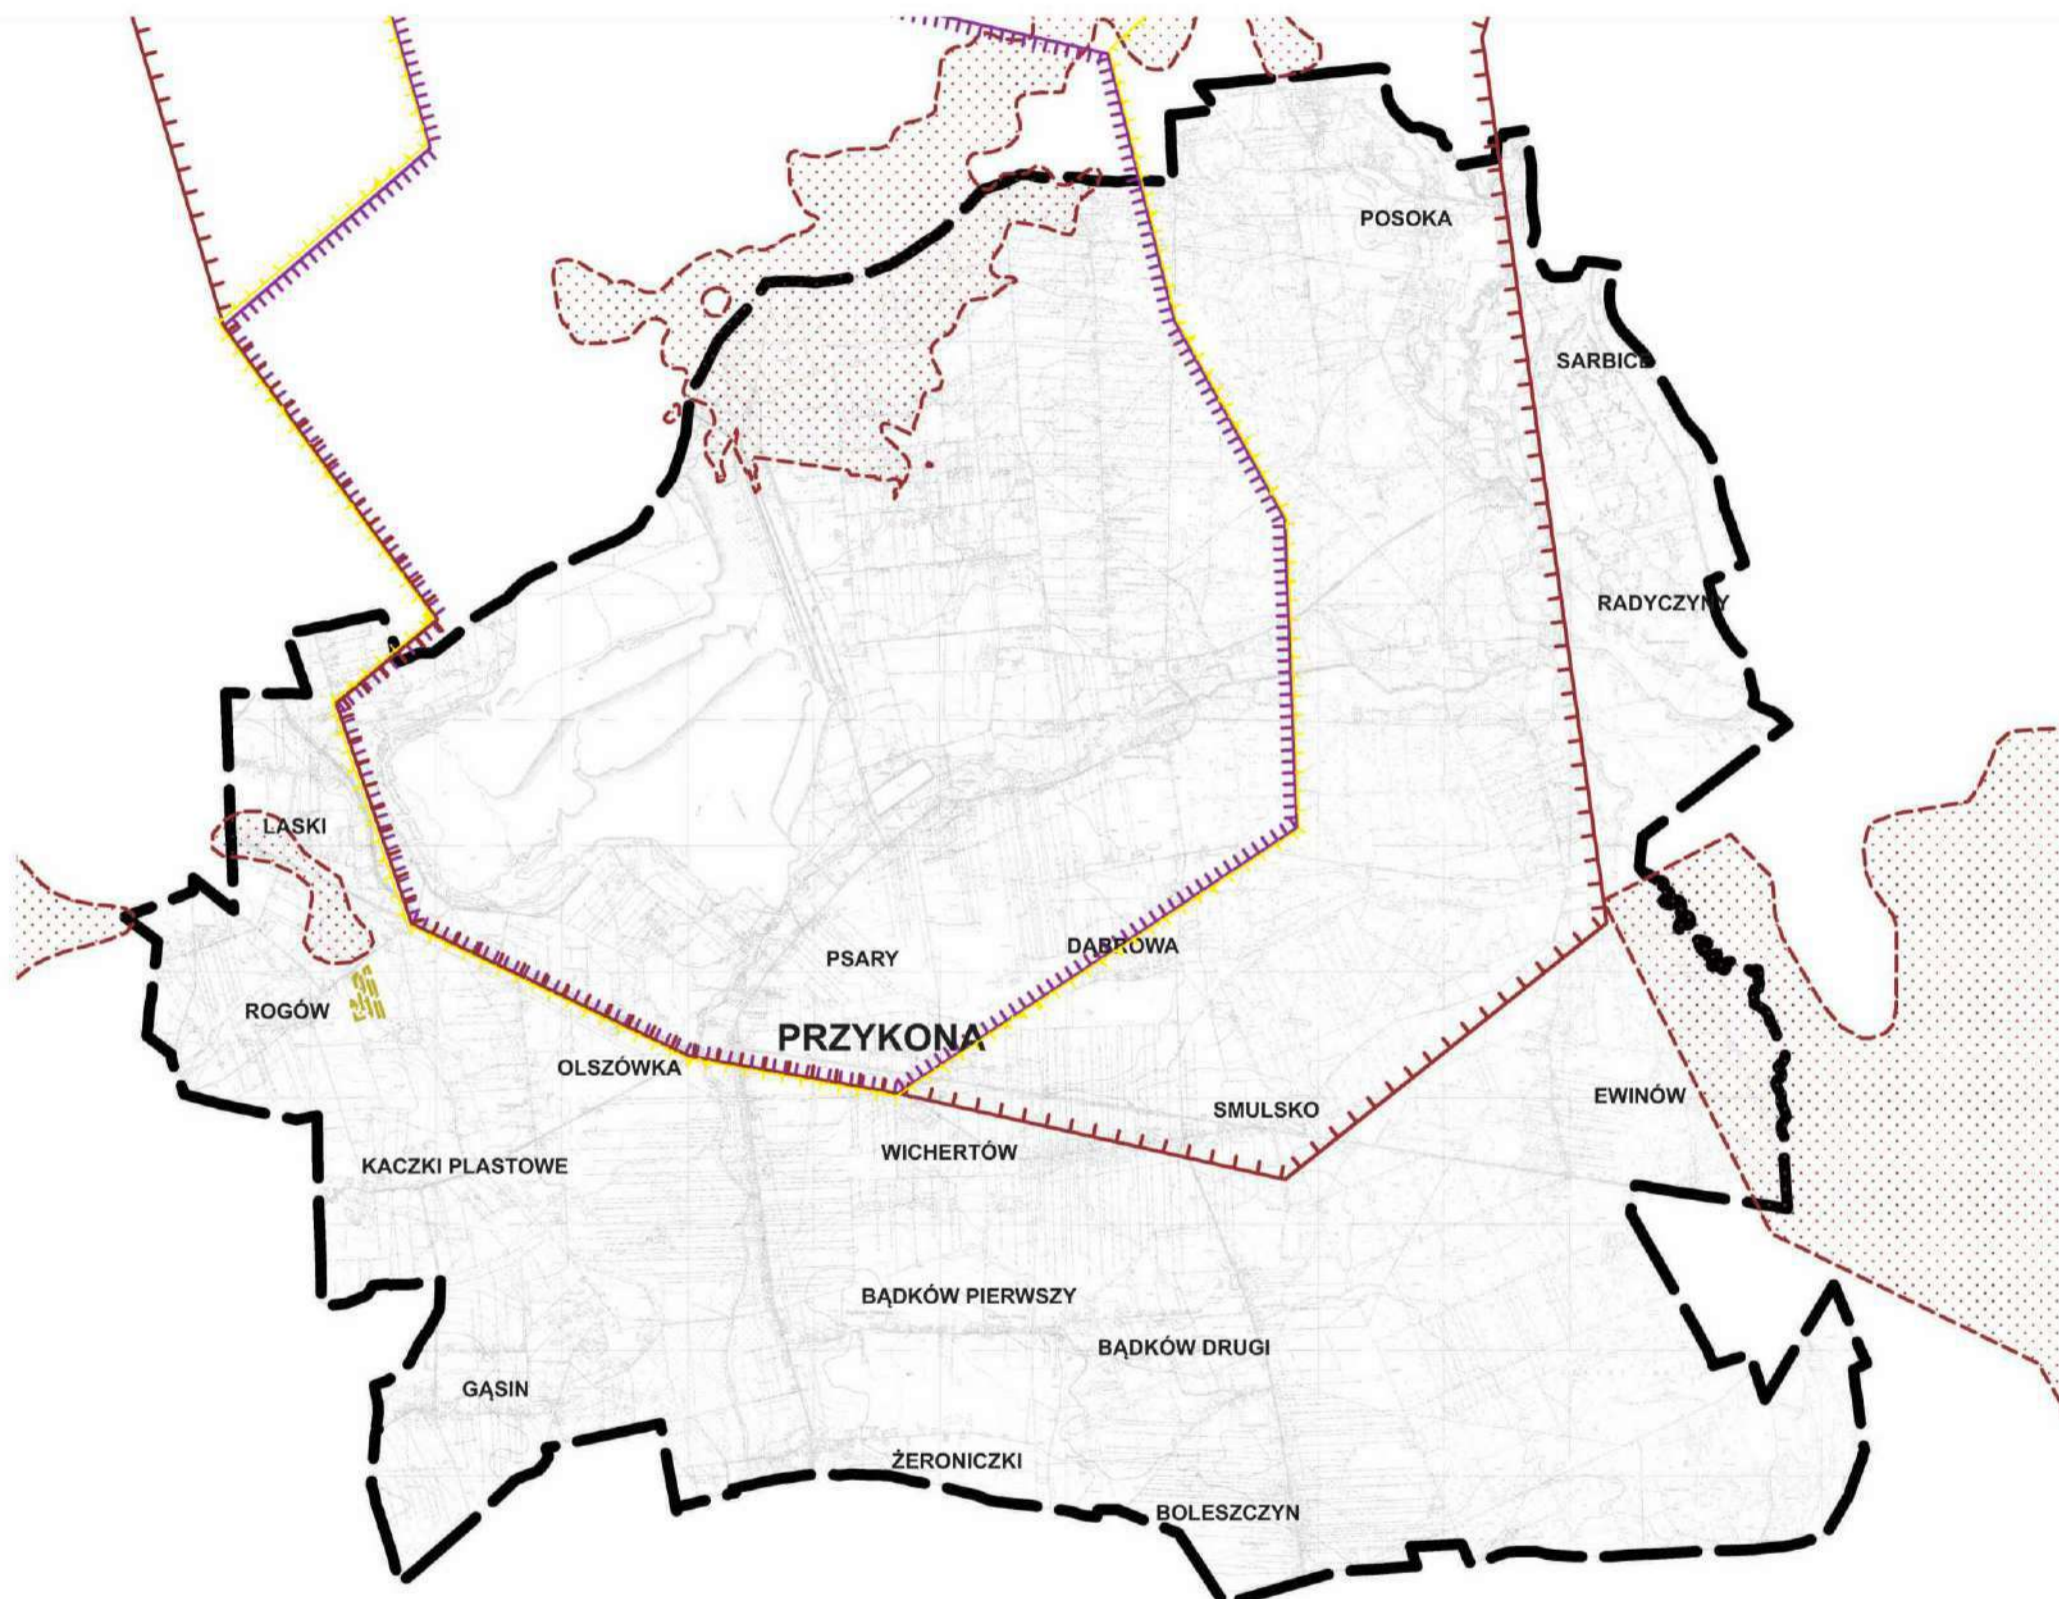 POSOKA
SARBICE
RADYCZYNY
LASKI
PSARY
DĄBROWA
ROGÓW
PRZYKONA
OLSZÓWKA
EWINÓW
SMULSKO
WICHERTÓW
KACZKI PLASTOWE
BĄDKÓW PIERWSZY
BĄDKÓW DRUGI
GĄSIN
ŻERONICZKI
BOLESZCZYN